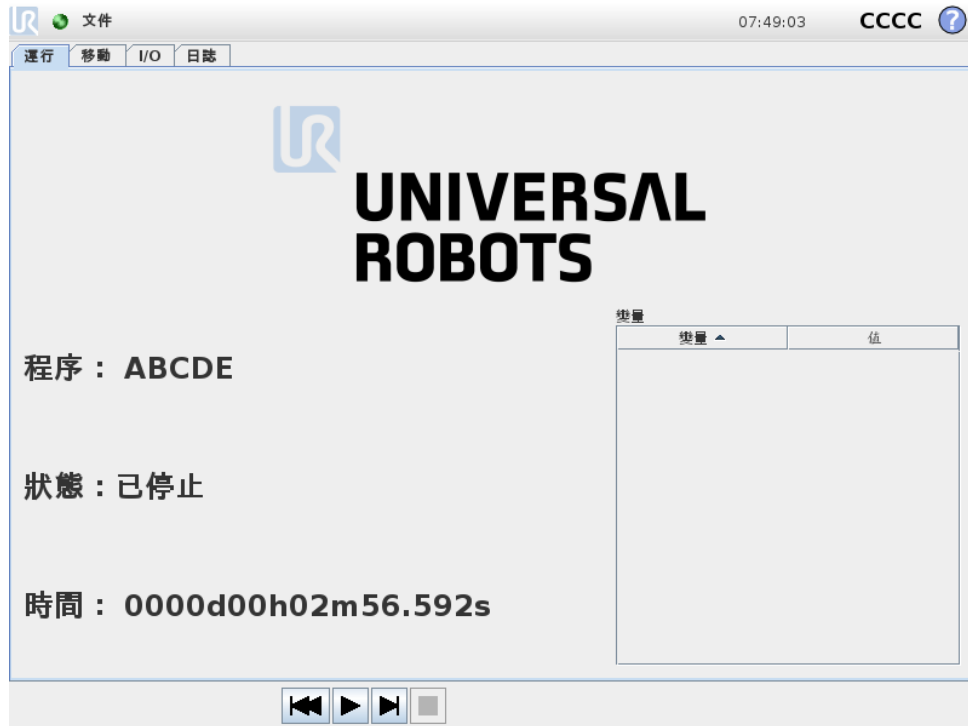 文件
07:49:03
CCCC
運行
移動
I/O
日誌
UNIVERSAL
ROBOTS
變量
變量
值
程序： ABCDE
狀態：已停止
時間： 0000d00h02m56.592s